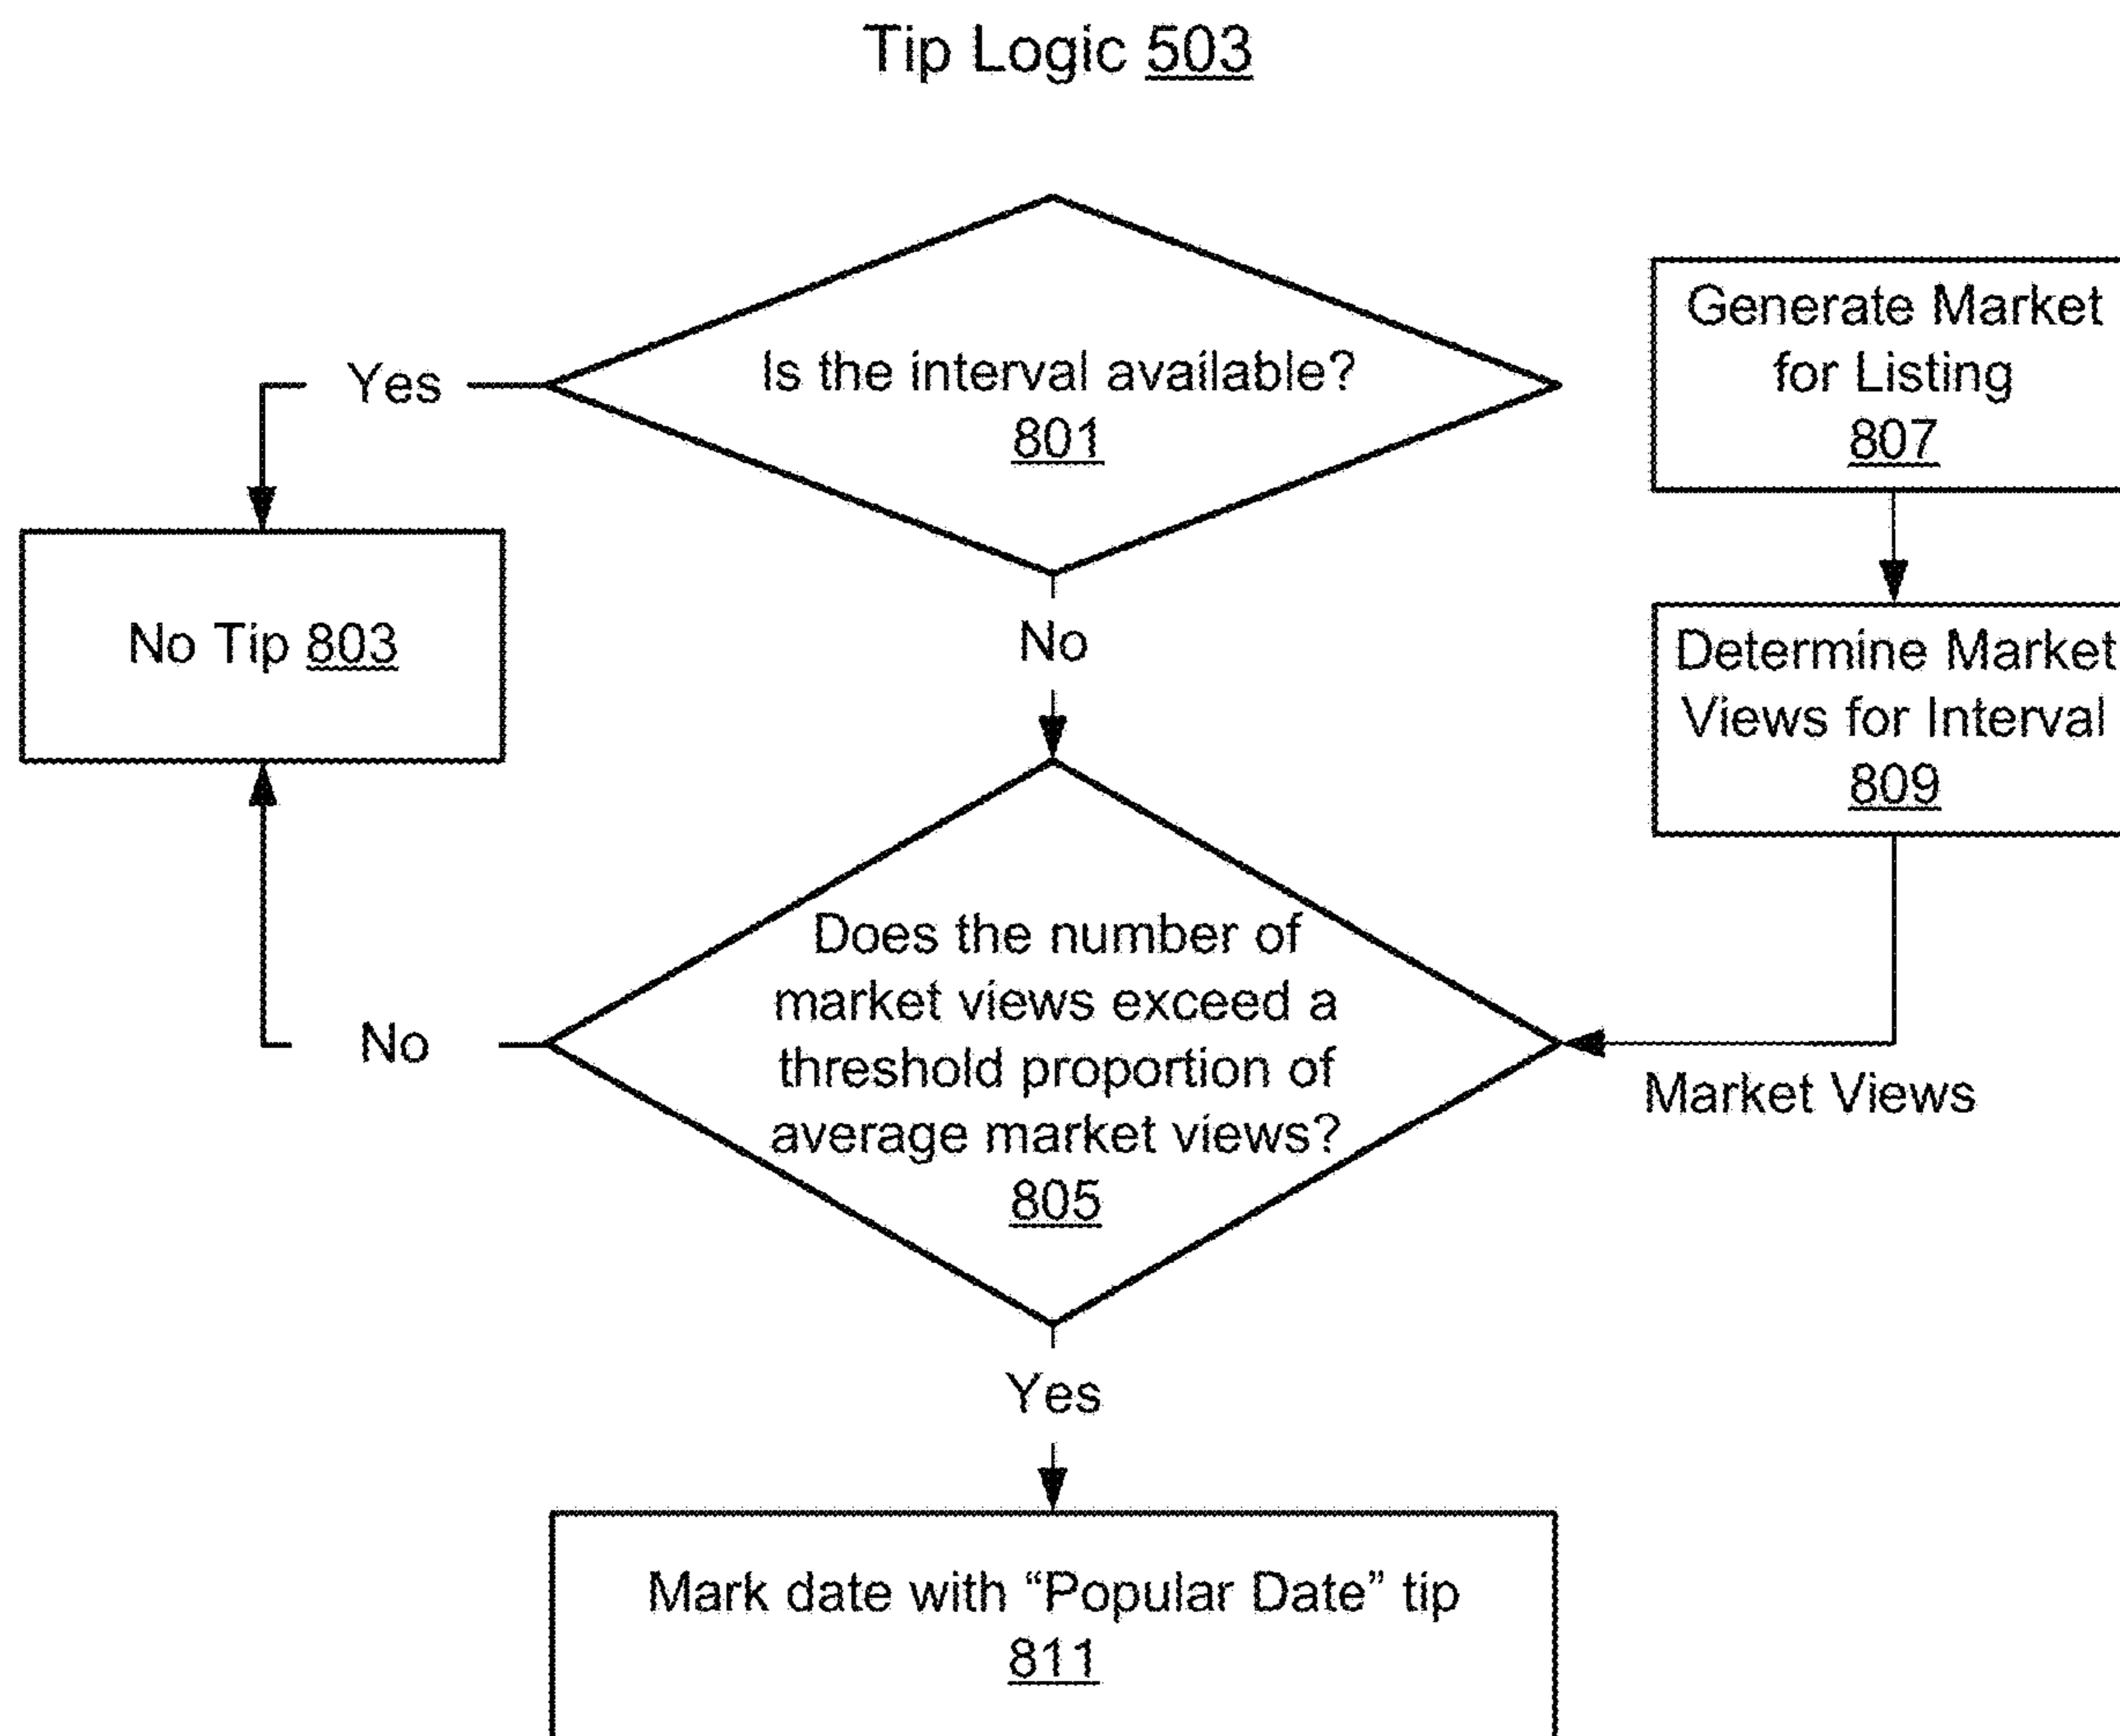 Tip Logic 503
Is the interval available?
801
Yes
No
No Tip 803
Generate Market
for Listing
807
Determine Market
Views for Interval
809
Does the number of
market views exceed a
threshold proportion of
average market views?
805
No
Market Views
Yes
Mark date with “Popular Date” tip
811